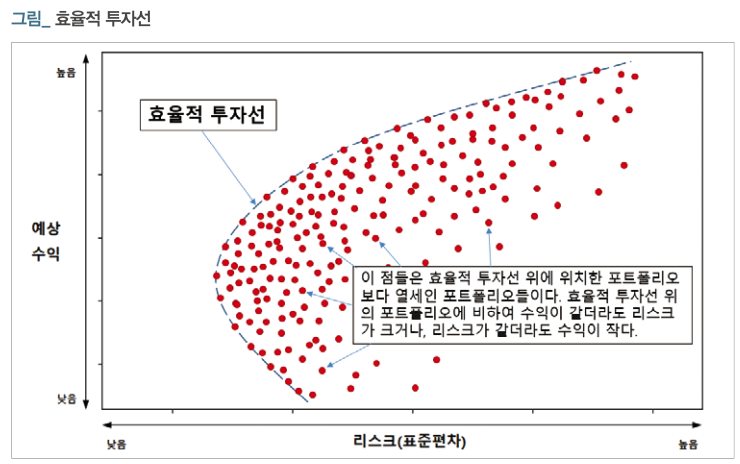 그림_ 효율적 투자선
높음
효율적 투자선
예상
수익
이 점들은 효율적 투자선 위에 위치한 포트폴리오
보다 열세인 포트폴리오들이다. 효율적 투자선 위
의 포트폴리오에 비하여 수익이 같더라도 리스크
가 크거나, 리스크가 같더라도 수익이 작다.
낮음
낮음
리스크(표준편차)
높음